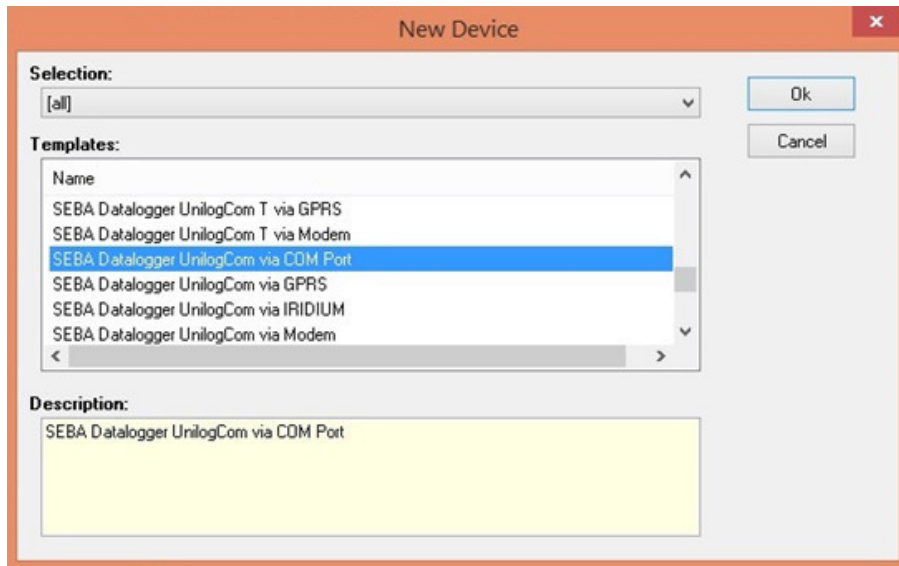 New Device
Selection:
[all]
Ok
Templates:
Cancel
Name
SEBA Datalogger UnilogCom T via GPRS
SEBA Datalogger UnilogCom T via Modem
SEBA Datalogger UnilogCom via COM Port
SEBA Datalogger UnilogCom via GPRS
SEBA Datalogger UnilogCom via IRIDIUM
SEBA Datalogger UnilogCom via Modem
Description:
SEBA Datalogger UnilogCom via COM Port